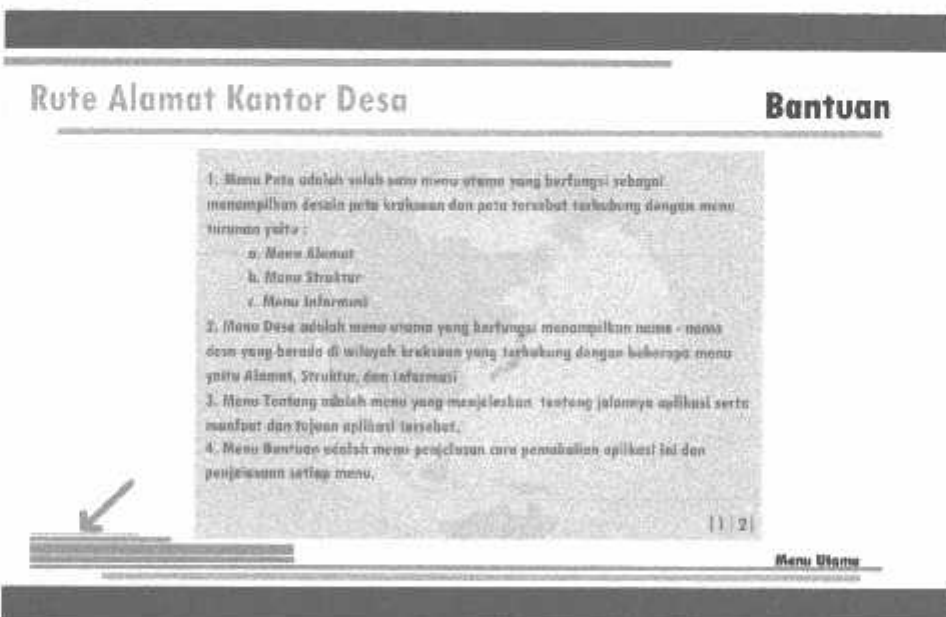 Rute Alamat Kantor Desa
Bantuan
1. Menu Peta adalah salah satu menu utama yang berfungsi sebagai
menampilkan desain peta kraksaan dan peta tersebut terhubung dengan menu
turunan yaitu :
a. Menu Alamat
b. Menu Struktur
c. Menu Informasi
2. Menu Desa adalah menu utama yang berfungsi menampilkan nama - nama
desa yang berada di wilayah kraksaan yang terhubung dengan beberapa menu
yaitu Alamat, Struktur, dan Informasi
3. Menu Tentang adalah menu yang menjelaskan tentang jalannya aplikasi serta
manfaat dan tujuan aplikasi tersebut.
4. Menu Bantuan adalah menu penjelasan cara pemakaian aplikasi ini dan
penjelasan setiap menu.
| 1 | 2 |
Menu Utama